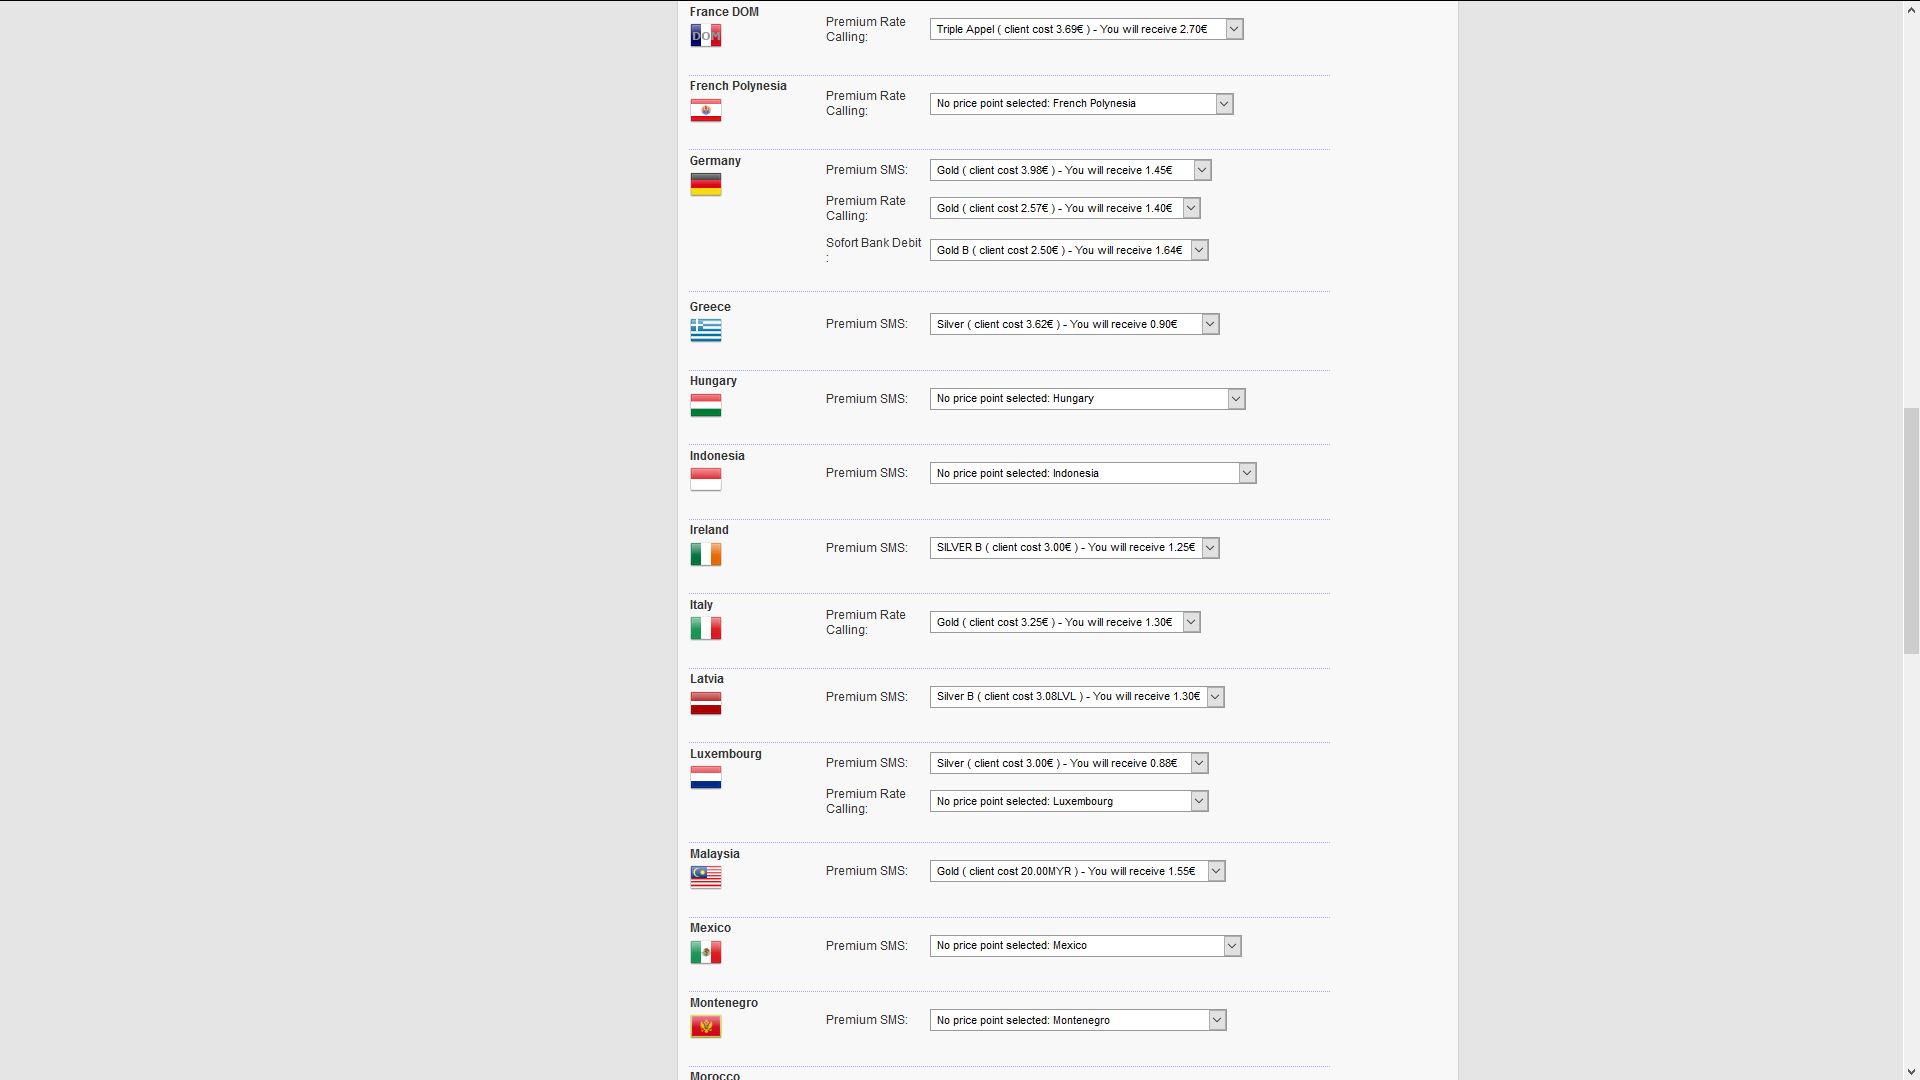 France DOM
DOM
Premium Rate
Calling:
Triple Appel ( client cost 3.69€ ) - You will receive 2.70€
French Polynesia
Premium Rate
Calling:
No price point selected: French Polynesia
Germany
Premium SMS:
Gold ( client cost 3.98€ ) - You will receive 1.45€
Premium Rate
Calling:
Gold ( client cost 2.57€ ) - You will receive 1.40€
Sofort Bank Debit
:
Gold B ( client cost 2.50€ ) - You will receive 1.64€
Greece
Premium SMS:
Silver ( client cost 3.62€ ) - You will receive 0.90€
Hungary
Premium SMS:
No price point selected: Hungary
Indonesia
Premium SMS:
No price point selected: Indonesia
Ireland
Premium SMS:
SILVER B ( client cost 3.00€ ) - You will receive 1.25€
Italy
Premium Rate
Calling:
Gold ( client cost 3.25€ ) - You will receive 1.30€
Latvia
Premium SMS:
Silver B ( client cost 3.08LVL ) - You will receive 1.30€
Luxembourg
Premium SMS:
Silver ( client cost 3.00€ ) - You will receive 0.88€
Premium Rate
Calling:
No price point selected: Luxembourg
Malaysia
Premium SMS:
Gold ( client cost 20.00MYR ) - You will receive 1.55€
Mexico
Premium SMS:
No price point selected: Mexico
Montenegro
Premium SMS:
No price point selected: Montenegro
Morocco